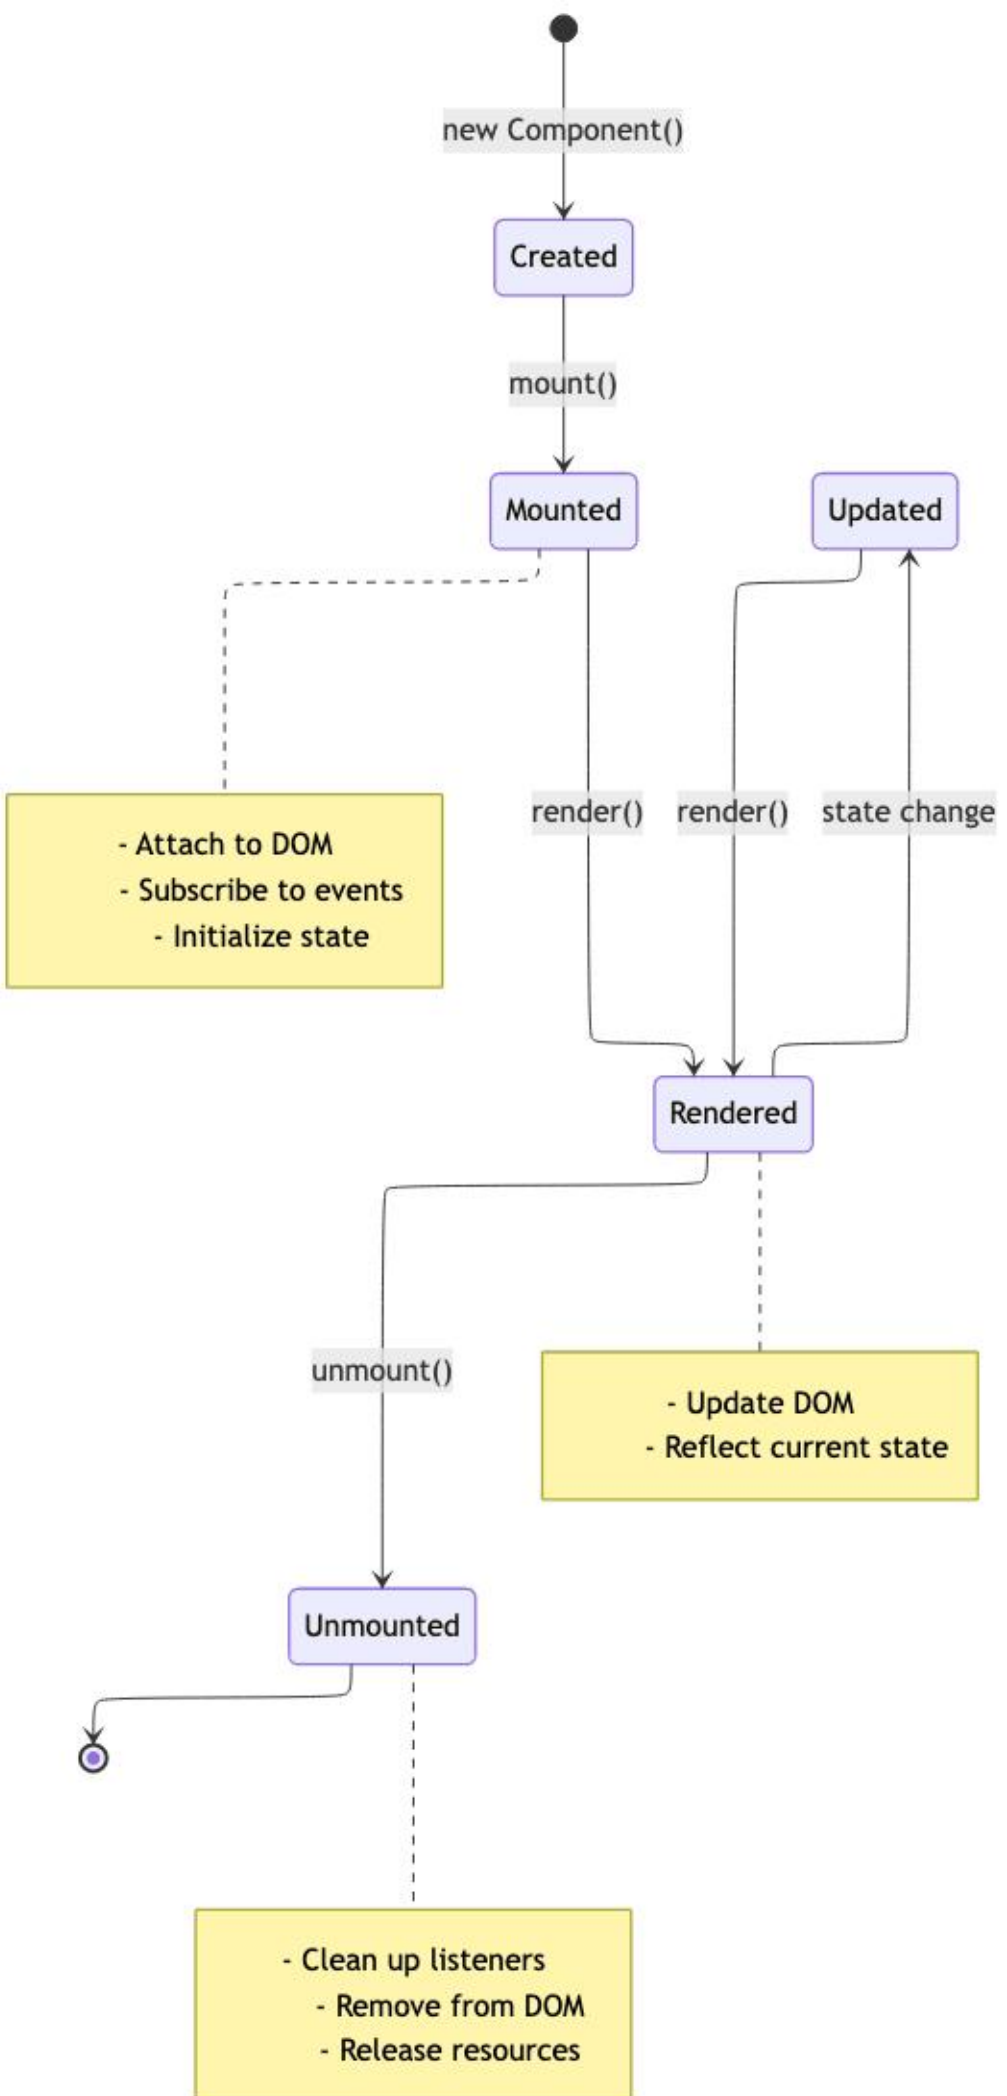 new Component()
Created
mount()
Mounted
Updated
render()
render()
state change
- Attach to DOM
- Subscribe to events
- Initialize state
Rendered
unmount()
- Update DOM
- Reflect current state
Unmounted
- Clean up listeners
- Remove from DOM
- Release resources